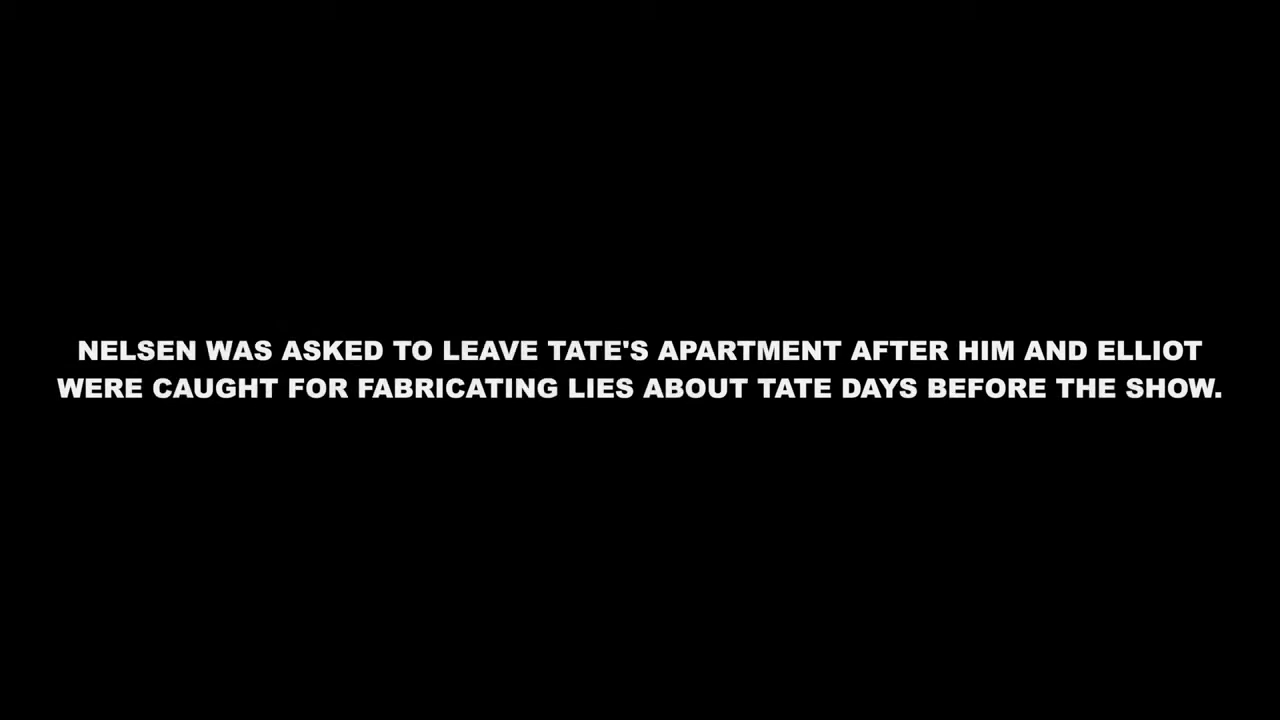 NELSEN WAS ASKED TO LEAVE TATE'S APARTMENT AFTER HIM AND ELLIOT
WERE CAUGHT FOR FABRICATING LIES ABOUT TATE DAYS BEFORE THE SHOW.